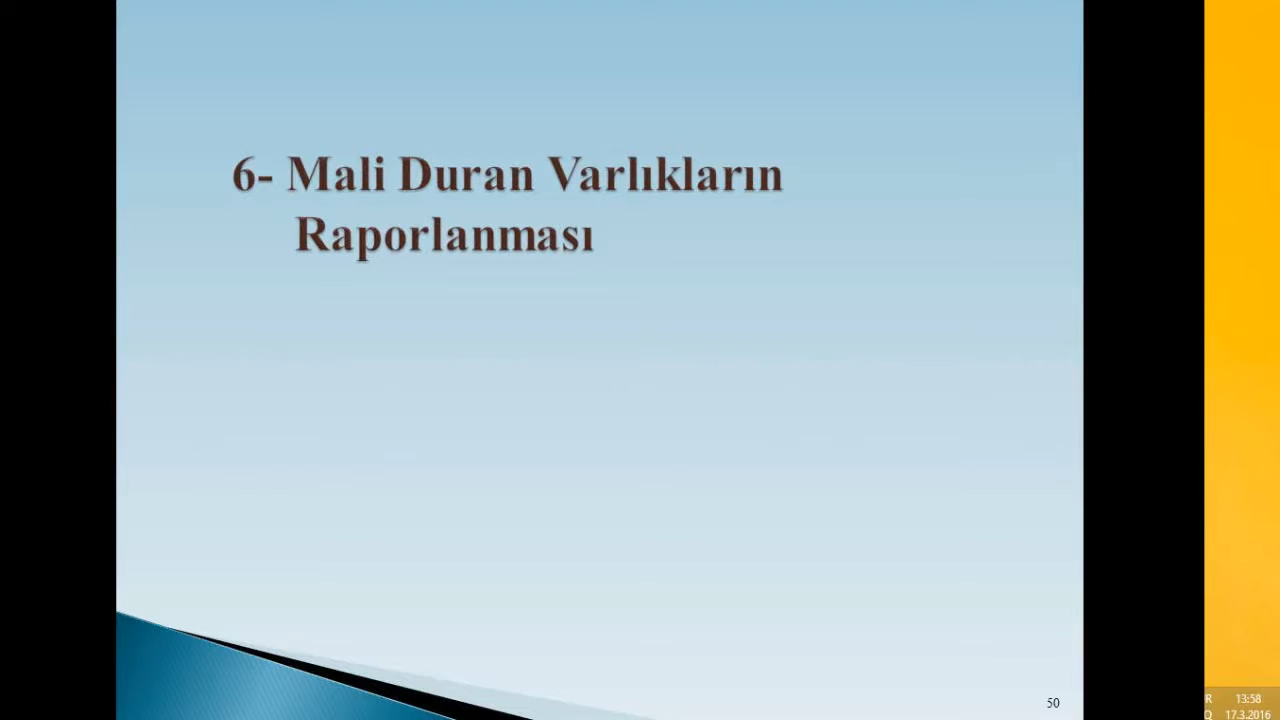 6- Mali Duran Varlıkların
Raporlanması
50
R 13:58
Q 17.3.2016